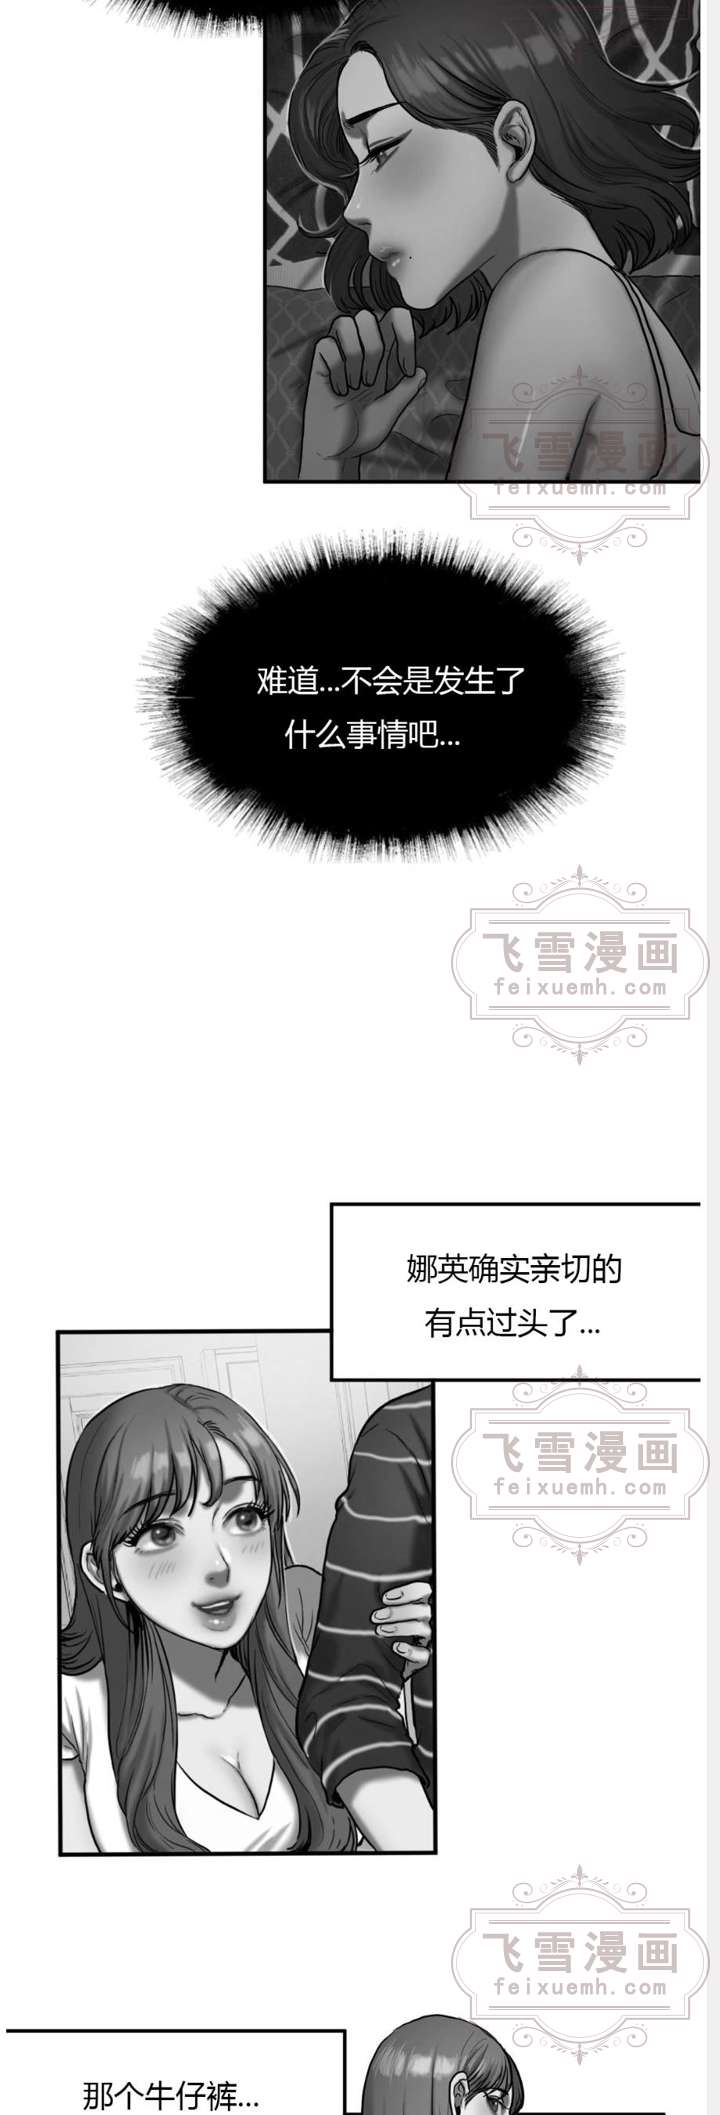 飞雪漫画
feixuemh.com
难道...不会是发生了
什么事情吧...
飞雪漫画
feixuemh.com
娜英确实亲切的
有点过头了...
飞雪漫画
feixuemh.com
飞雪漫画
feixuemh.com
那个牛仔裤...